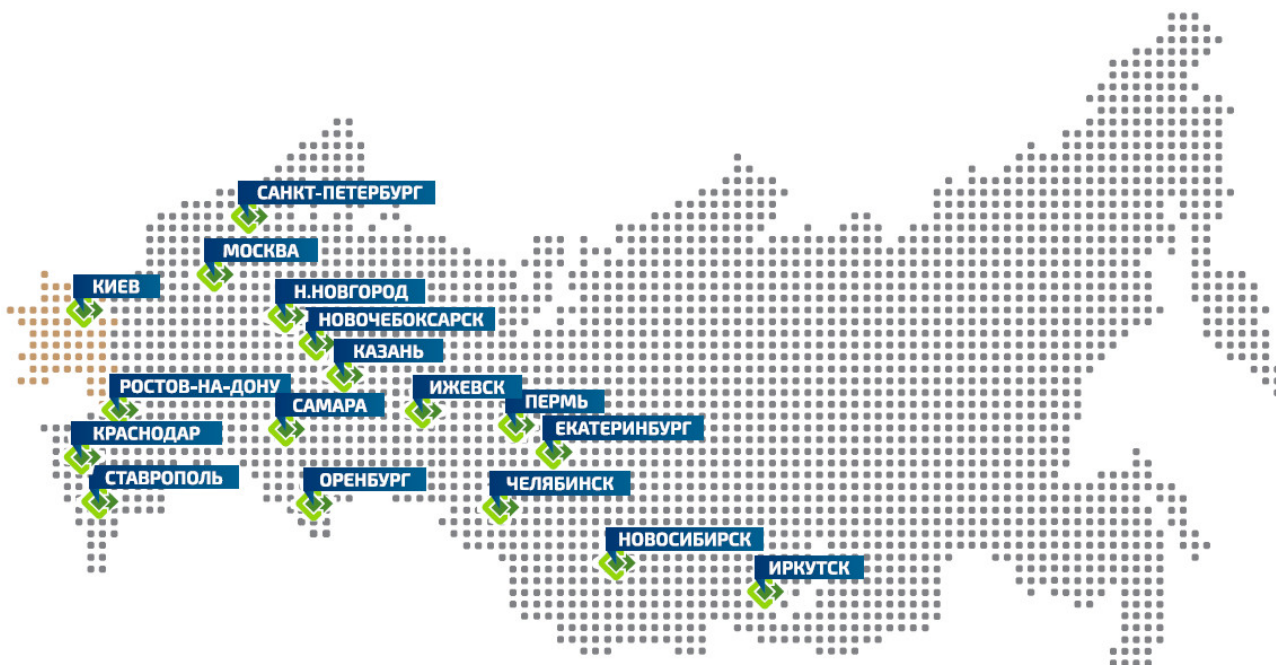 САНКТ-ПЕТЕРБУРГ
МОСКВА
КИЕВ
Н.НОВГОРОД
НОВОЧЕБОКСАРСК
КАЗАНЬ
РОСТОВ-НА-ДОНУ
ИЖЕВСК
САМАРА
ПЕРМЬ
КРАСНОДАР
ЕКАТЕРИНБУРГ
СТАВРОПОЛЬ
ОРЕНБУРГ
ЧЕЛЯБИНСК
НОВОСИБИРСК
ИРКУТСК